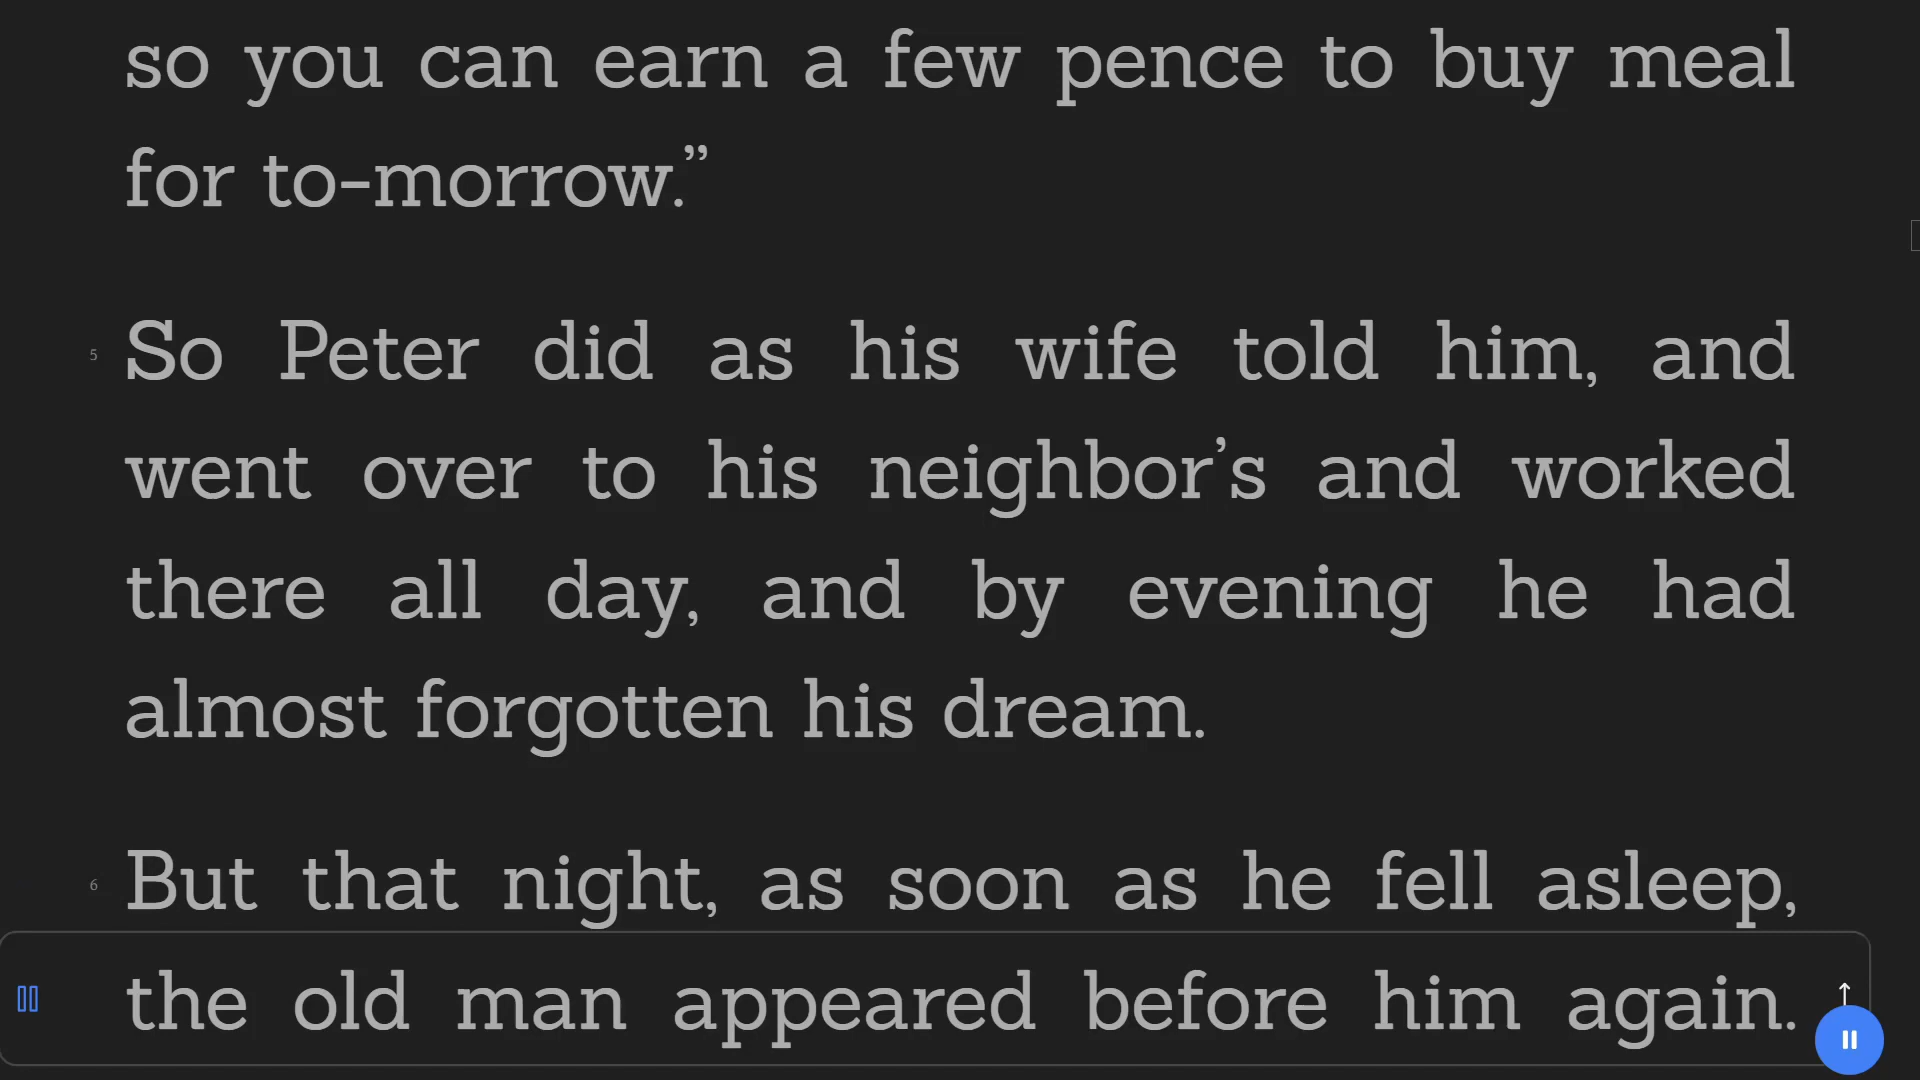 so you can earn a few pence to buy meal
for to-morrow.”
5 So Peter did as his wife told him, and
went over to his neighbor’s and worked
there all day, and by evening he had
almost forgotten his dream.
6 But that night, as soon as he fell asleep,
the old man appeared before him again.